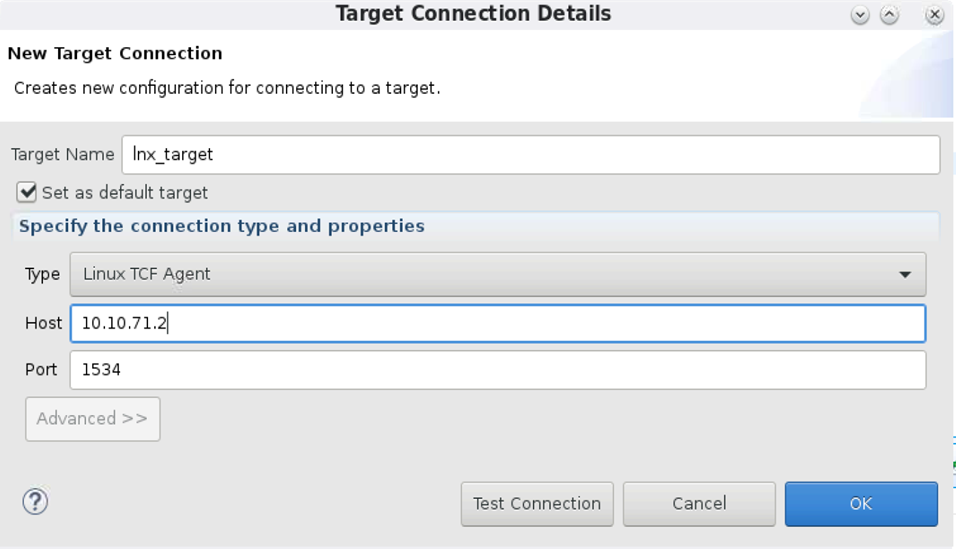 Target Connection Details
New Target Connection
Creates new configuration for connecting to a target.
Target Name lnx_target
Set as default target
Specify the connection type and properties
Type Linux TCF Agent
Host 10.10.71.2
Port 1534
Advanced >>
? Test Connection Cancel OK